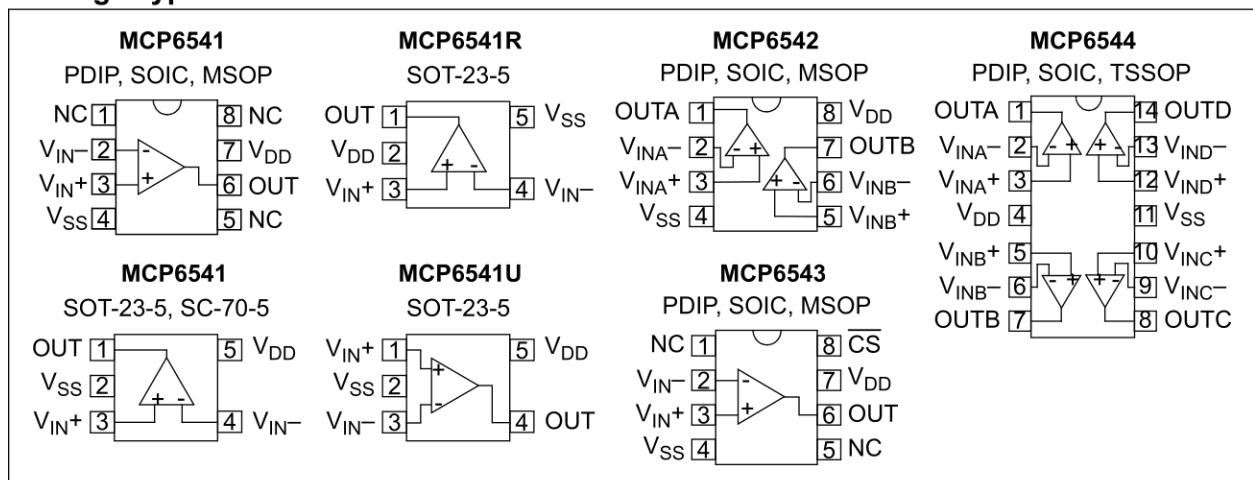 MCP6541
PDIP, SOIC, MSOP
NC 1 8 NC
VIN– 2 - 7 VDD
VIN+ 3 + 6 OUT
VSS 4 5 NC
MCP6541R
SOT-23-5
OUT 1 5 VSS
VDD 2
+ -
VIN+ 3 4 VIN–
MCP6542
PDIP, SOIC, MSOP
OUTA 1 8 VDD
VINA– 2 - + 7 OUTB
VINA+ 3 + - 6 VINB–
VSS 4 5 VINB+
MCP6544
PDIP, SOIC, TSSOP
OUTA 1 14 OUTD
VINA– 2 - + + - 13 VIND–
VINA+ 3 12 VIND+
VDD 4 11 VSS
VINB+ 5 10 VINC+
VINB– 6 - + + - 9 VINC–
OUTB 7 8 OUTC
MCP6541
SOT-23-5, SC-70-5
OUT 1 5 VDD
VSS 2
+ -
VIN+ 3 4 VIN–
MCP6541U
SOT-23-5
VIN+ 1 5 VDD
+
VSS 2
-
VIN– 3 4 OUT
MCP6543
PDIP, SOIC, MSOP
NC 1 8 CS
VIN– 2 - 7 VDD
VIN+ 3 + 6 OUT
VSS 4 5 NC